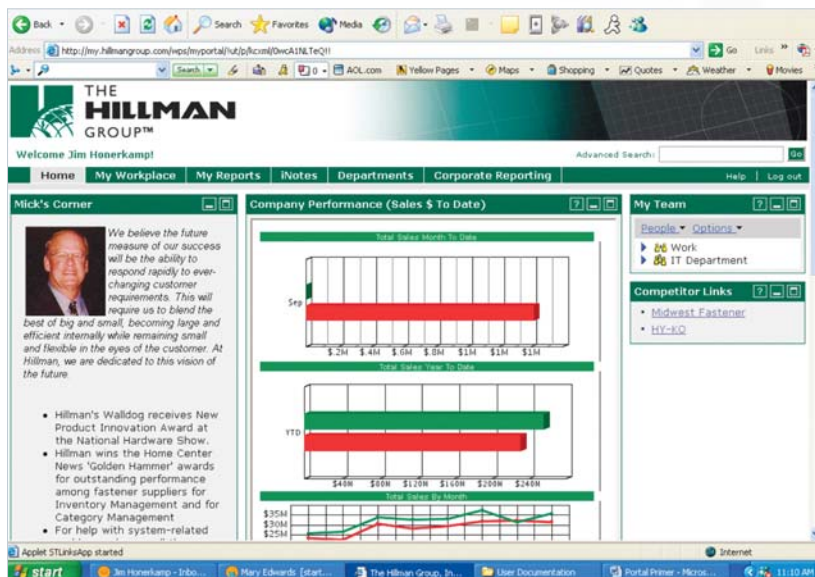 Back
Search
Favorites
Media
Address
http://my.hillmangroup.com/wps/myportal/!ut/p/kcxml/0wcA1NLTeQ!!
Go
Links
Search
0
AOL.com
Yellow Pages
Maps
Shopping
Quotes
Weather
Movies
THE
HILLMAN
GROUP™
Welcome Jim Honerkamp!
Advanced Search:
Go
Home My Workplace My Reports iNotes Departments Corporate Reporting
Help | Log out
Mick's Corner
We believe the future
measure of our success
will be the ability to
respond rapidly to ever-
changing customer
requirements. This will
require us to blend the
best of big and small, becoming large and
efficient internally while remaining small
and flexible in the eyes of the customer. At
Hillman, we are dedicated to this vision of
the future.
• Hillman's Walldog receives New
Product Innovation Award at
the National Hardware Show.
• Hillman wins the Home Center
News 'Golden Hammer' awards
for outstanding performance
among fastener suppliers for
Inventory Management and for
Category Management
• For help with system-related
Company Performance (Sales $ To Date)
Total Sales Month To Date
Sep
$.2M $.4M $.6M $.8M $1M $1M $1M
Total Sales Year To Date
YTD
$40M $80M $120M $160M $200M $240M
Total Sales By Month
$35M
$30M
$25M
My Team
People Options
Work
IT Department
Competitor Links
• Midwest Fastener
• HY-KO
Applet STLinksApp started
Internet
start
Jim Honerkamp - Inbo...
Mary Edwards [start...
The Hillman Group, In...
User Documentation
Portal Primer - Micros...
11:10 AM